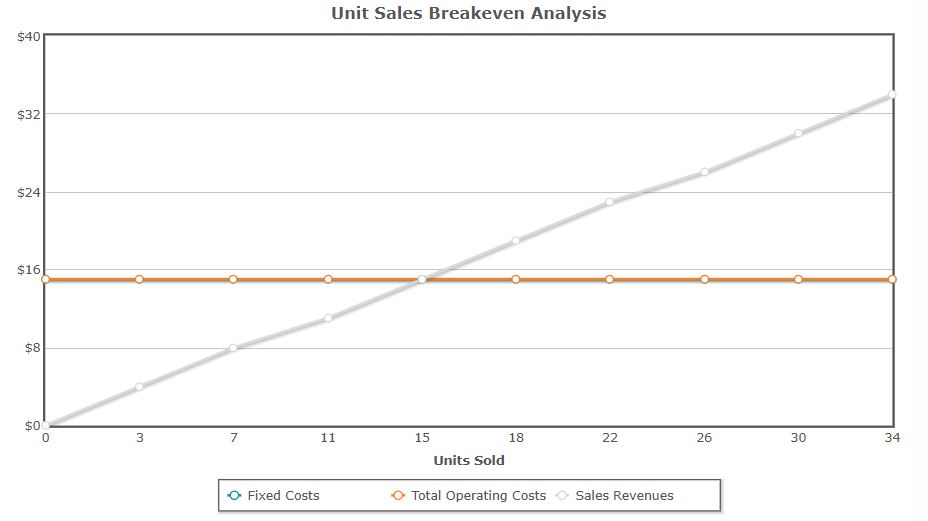 Unit Sales Breakeven Analysis
$40
$32
$24
$16
$8
$0
0 3 7 11 15 18 22 26 30 34
Units Sold
Fixed Costs Total Operating Costs Sales Revenues